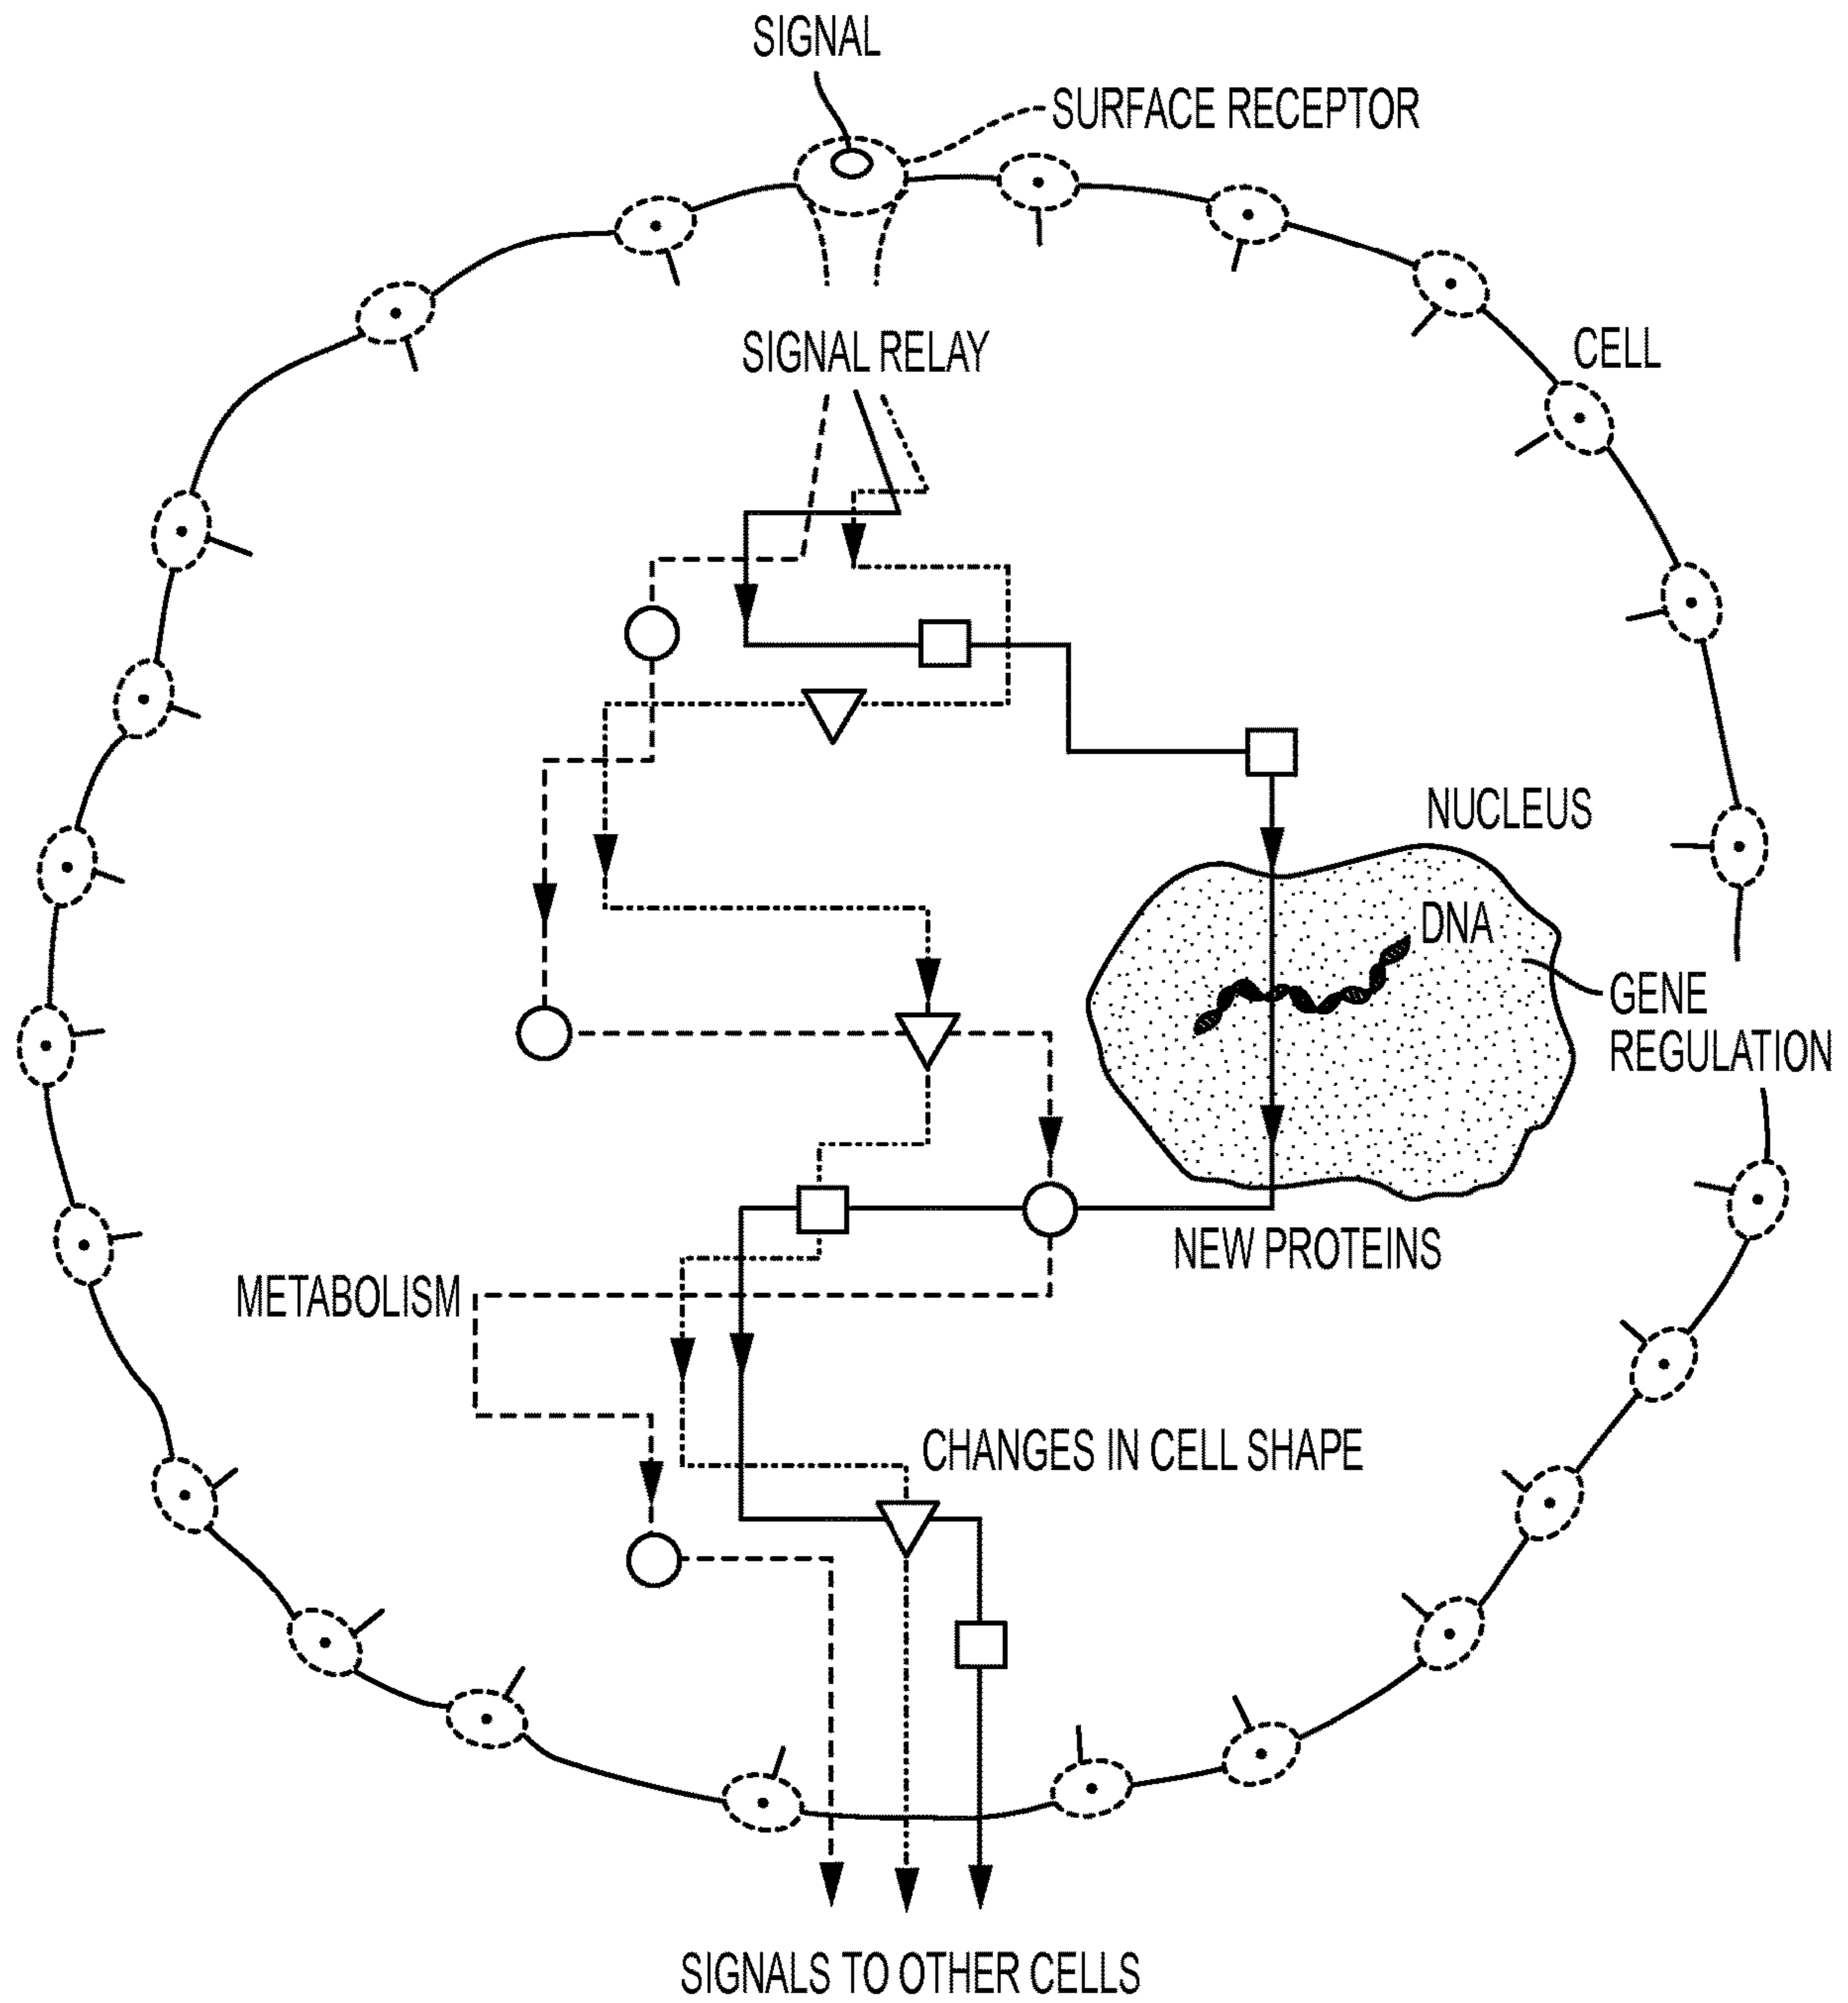 SIGNAL
SURFACE RECEPTOR
SIGNAL RELAY
CELL
NUCLEUS
DNA
GENE
REGULATION
NEW PROTEINS
METABOLISM
CHANGES IN CELL SHAPE
SIGNALS TO OTHER CELLS